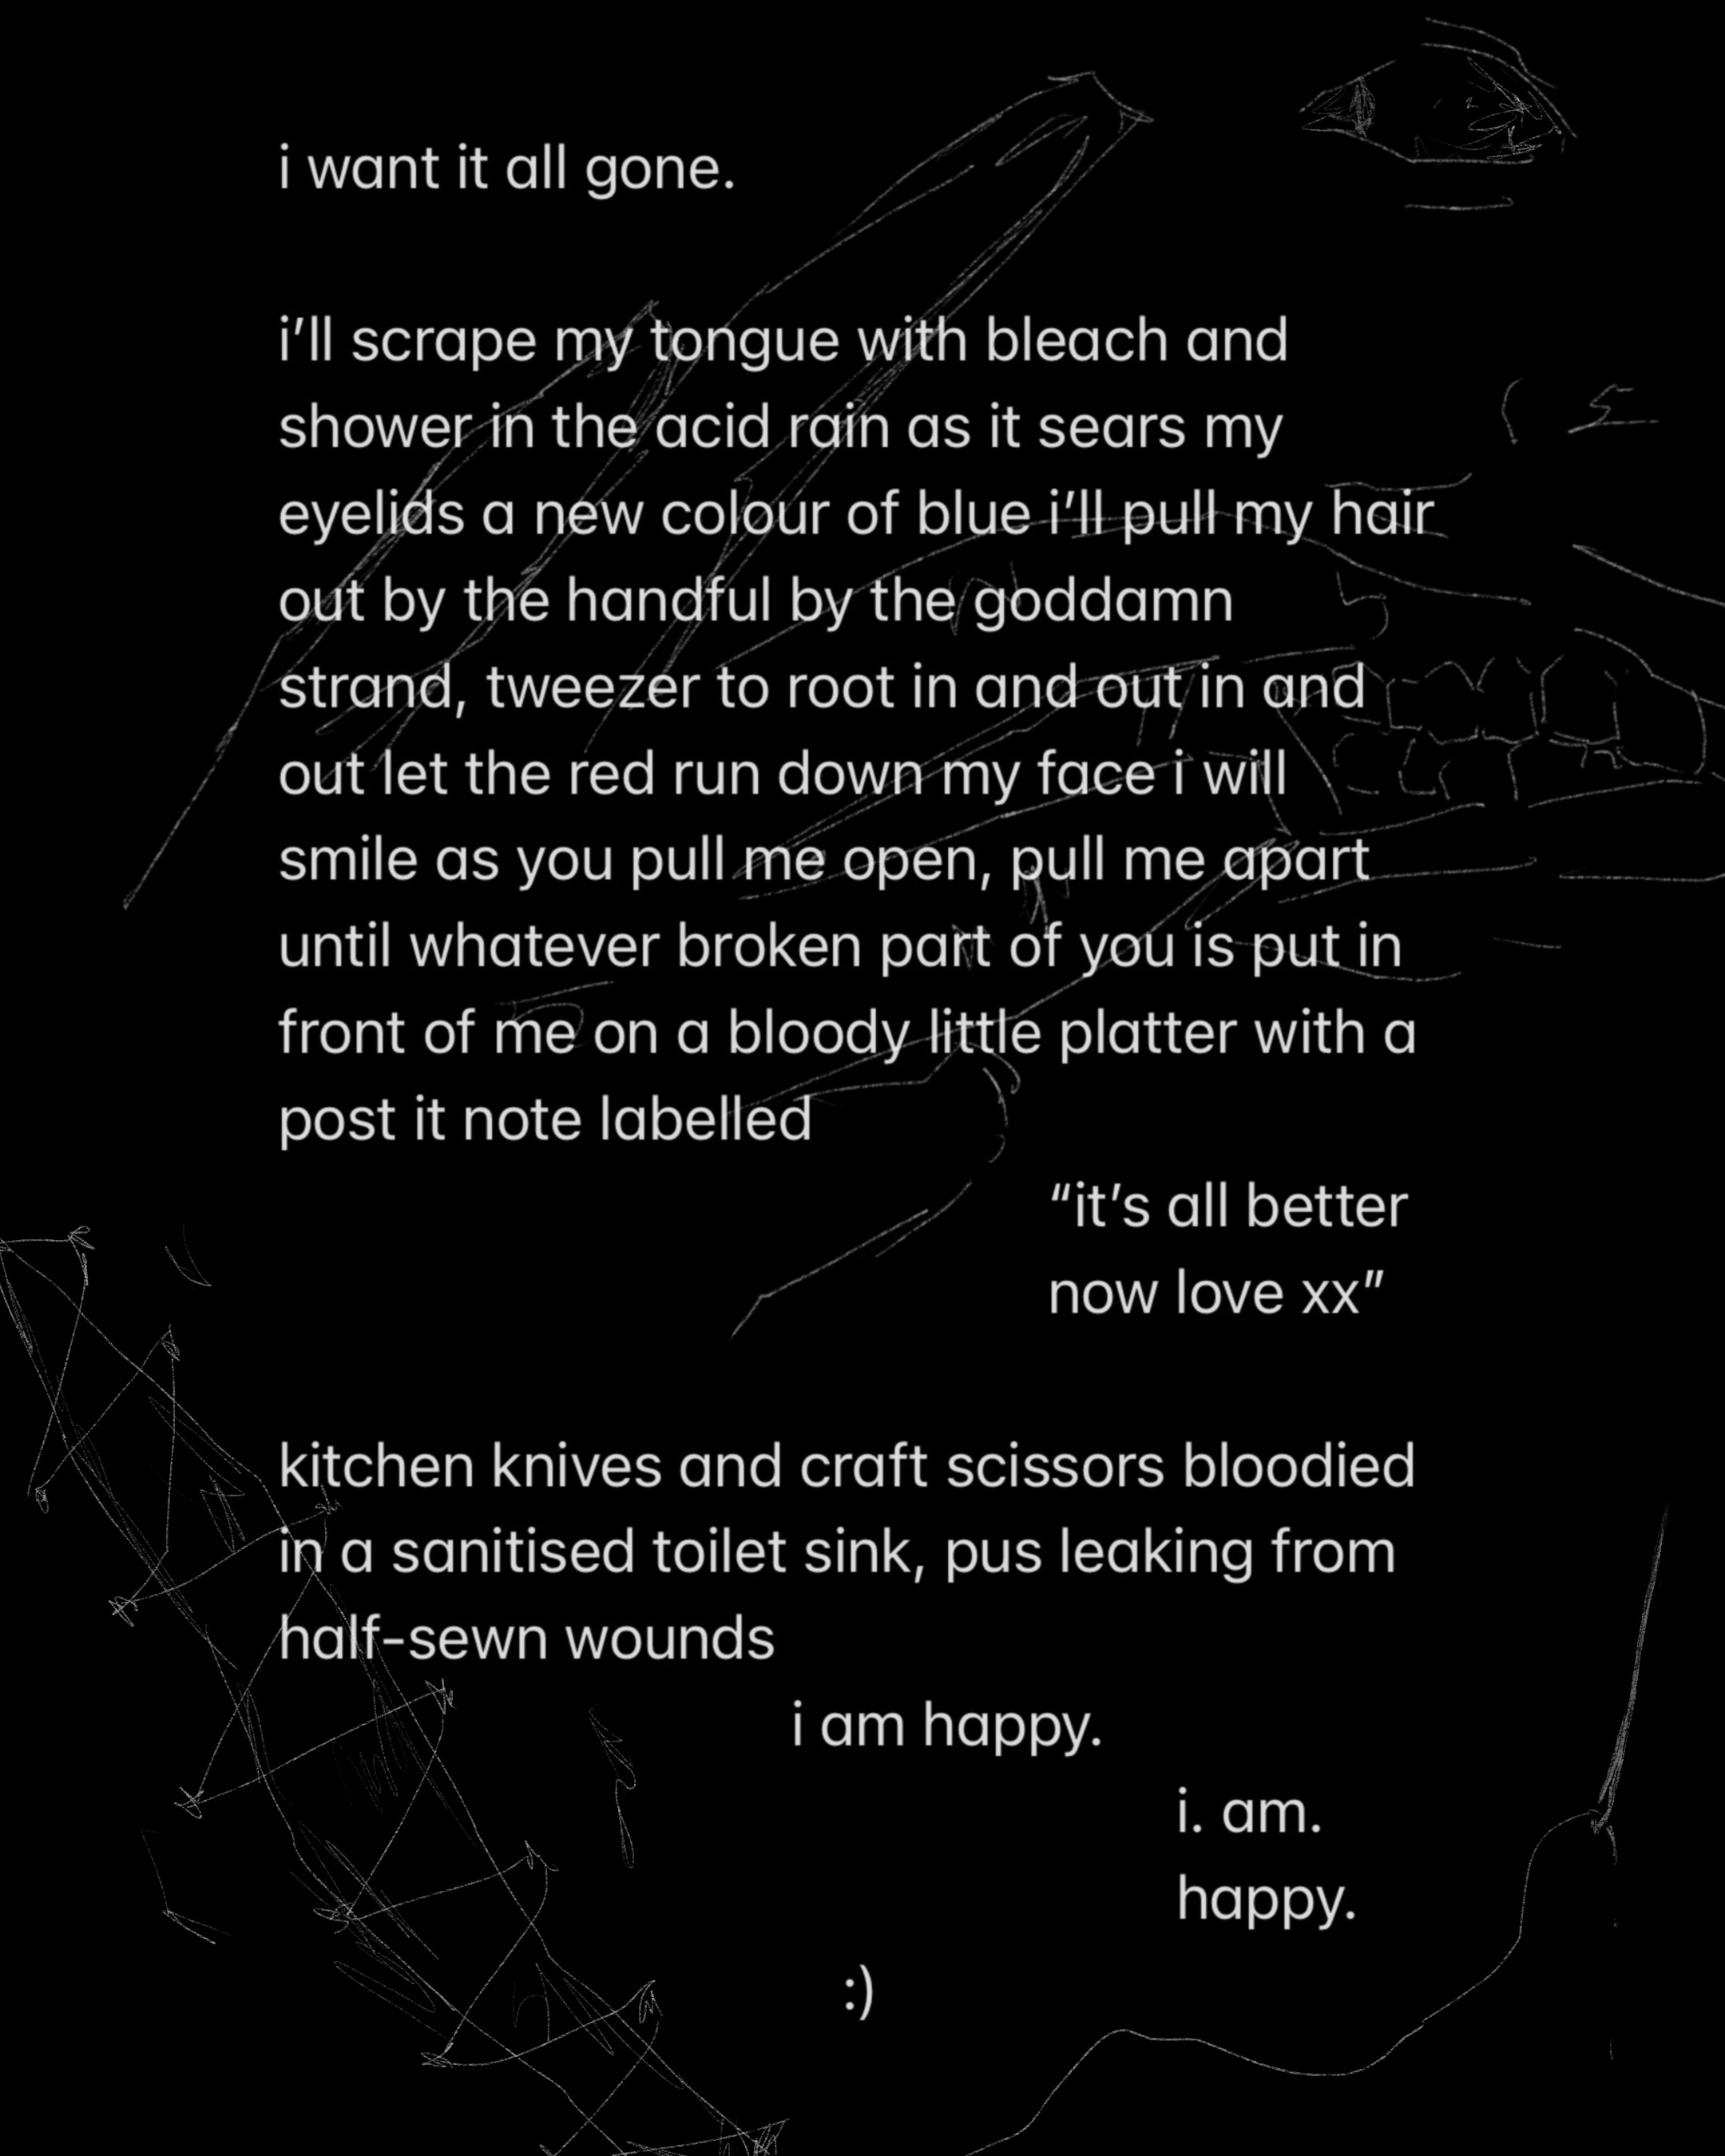 i want it all gone.
i’ll scrape my tongue with bleach and
shower in the acid rain as it sears my
eyelids a new colour of blue i’ll pull my hair
out by the handful by the goddamn
strand, tweezer to root in and out in and
out let the red run down my face i will
smile as you pull me open, pull me apart
until whatever broken part of you is put in
front of me on a bloody little platter with a
post it note labelled
“it’s all better
now love xx”
kitchen knives and craft scissors bloodied
in a sanitised toilet sink, pus leaking from
half-sewn wounds
i am happy.
i. am.
happy.
:)